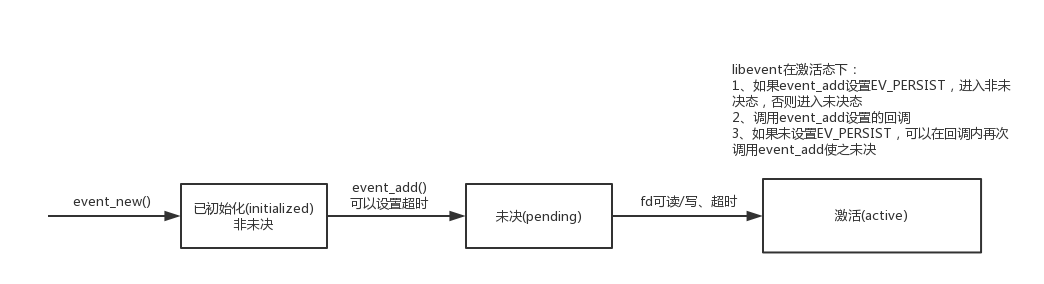 libevent在激活态下：
1、如果event_add设置EV_PERSIST，进入非未
决态，否则进入未决态
2、调用event_add设置的回调
3、如果未设置EV_PERSIST，可以在回调内再次
调用event_add使之未决
event_new()
已初始化(initialized)
非未决
event_add()
可以设置超时
未决(pending)
fd可读/写、超时
激活(active)